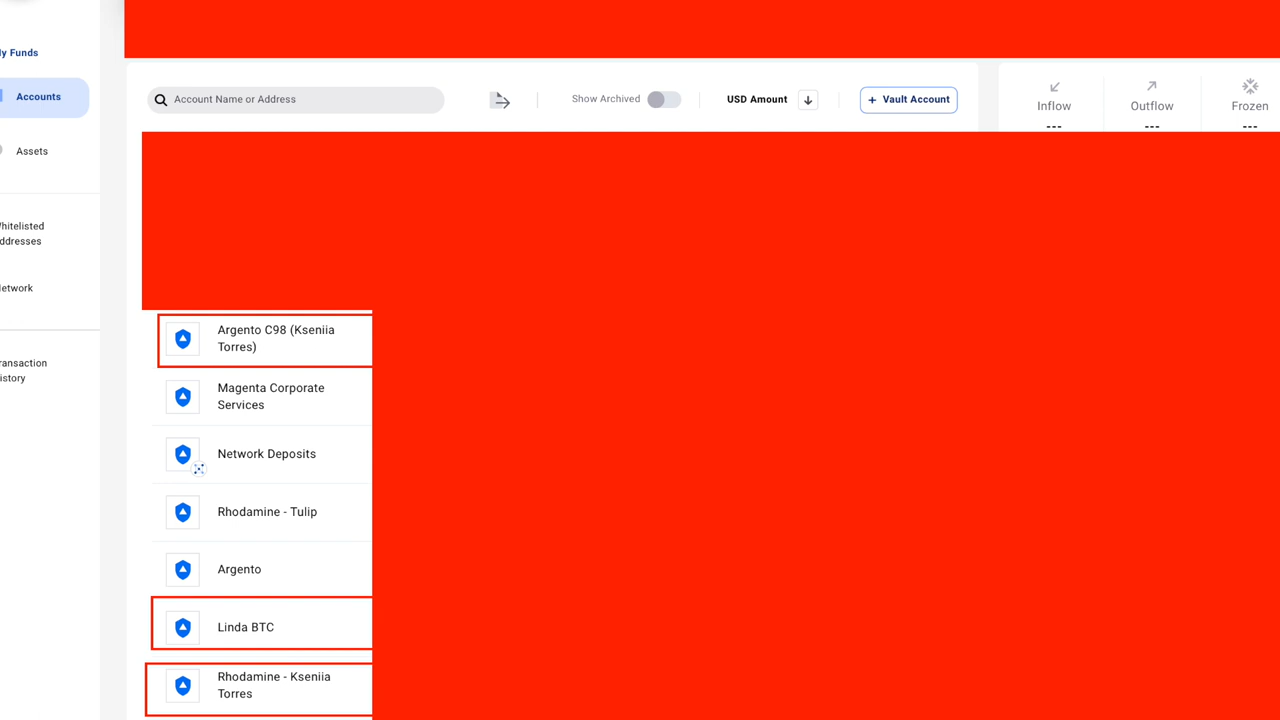 ly Funds
Accounts
Assets
Whitelisted
ddresses
etwork
ransaction
istory
Account Name or Address
Show Archived
USD Amount
+ Vault Account
Inflow
Outflow
Frozen
---
---
---
Argento C98 (Kseniia
Torres)
Magenta Corporate
Services
Network Deposits
Rhodamine - Tulip
Argento
Linda BTC
Rhodamine - Kseniia
Torres